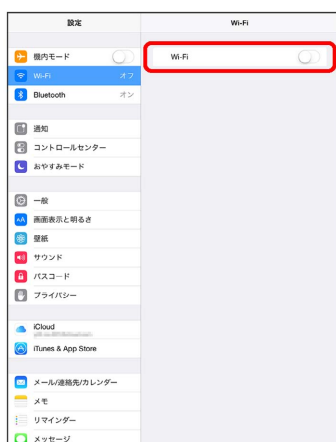 設定
Wi-Fi
機内モード
Wi-Fi オフ
Bluetooth オン
通知
コントロールセンター
おやすみモード
一般
画面表示と明るさ
壁紙
サウンド
パスコード
プライバシー
iCloud
iTunes & App Store
メール/連絡先/カレンダー
メモ
リマインダー
メッセージ
Wi-Fi